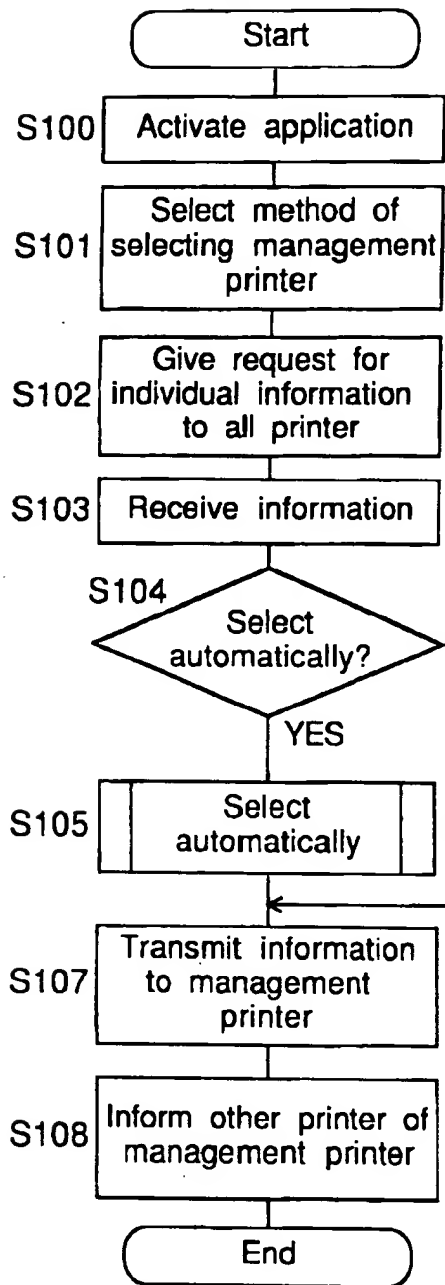 Start
S100
Activate application
S101
Select method of
selecting management
printer
S102
Give request for
individual information
to all printer
S103
Receive information
S104
Select
automatically?
YES
S105
Select
automatically
S107
Transmit information
to management
printer
S108
Inform other printer of
management printer
End